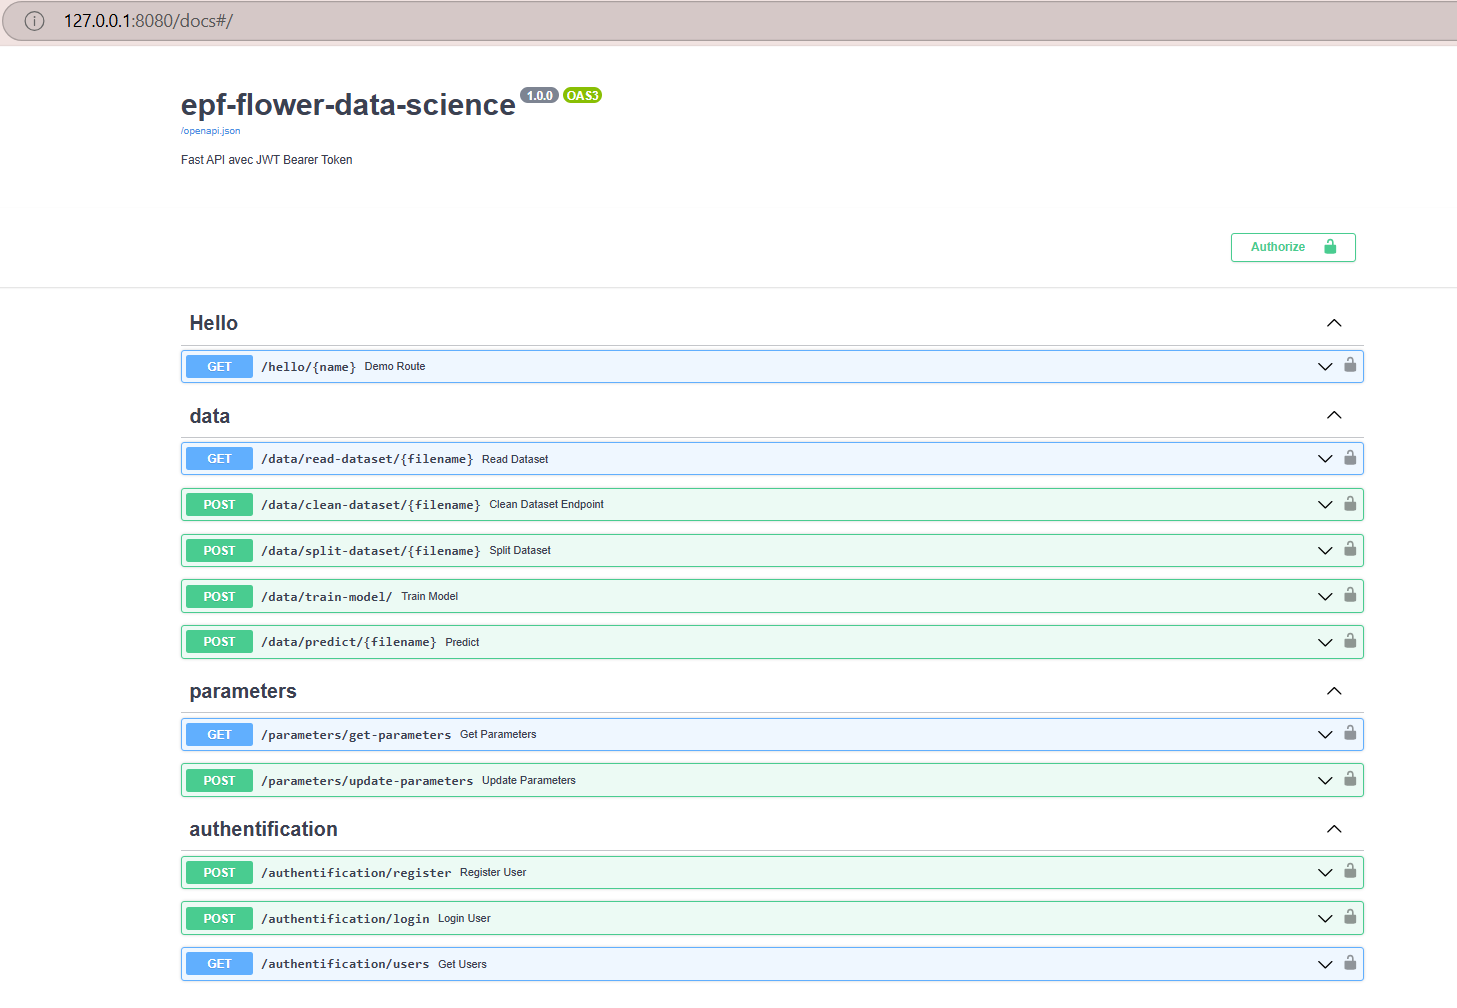 127.0.0.1:8080/docs#/
epf-flower-data-science 1.0.0 OAS3
/openapi.json
Fast API avec JWT Bearer Token
Authorize
Hello
GET /hello/{name} Demo Route
data
GET /data/read-dataset/{filename} Read Dataset
POST /data/clean-dataset/{filename} Clean Dataset Endpoint
POST /data/split-dataset/{filename} Split Dataset
POST /data/train-model/ Train Model
POST /data/predict/{filename} Predict
parameters
GET /parameters/get-parameters Get Parameters
POST /parameters/update-parameters Update Parameters
authentification
POST /authentification/register Register User
POST /authentification/login Login User
GET /authentification/users Get Users